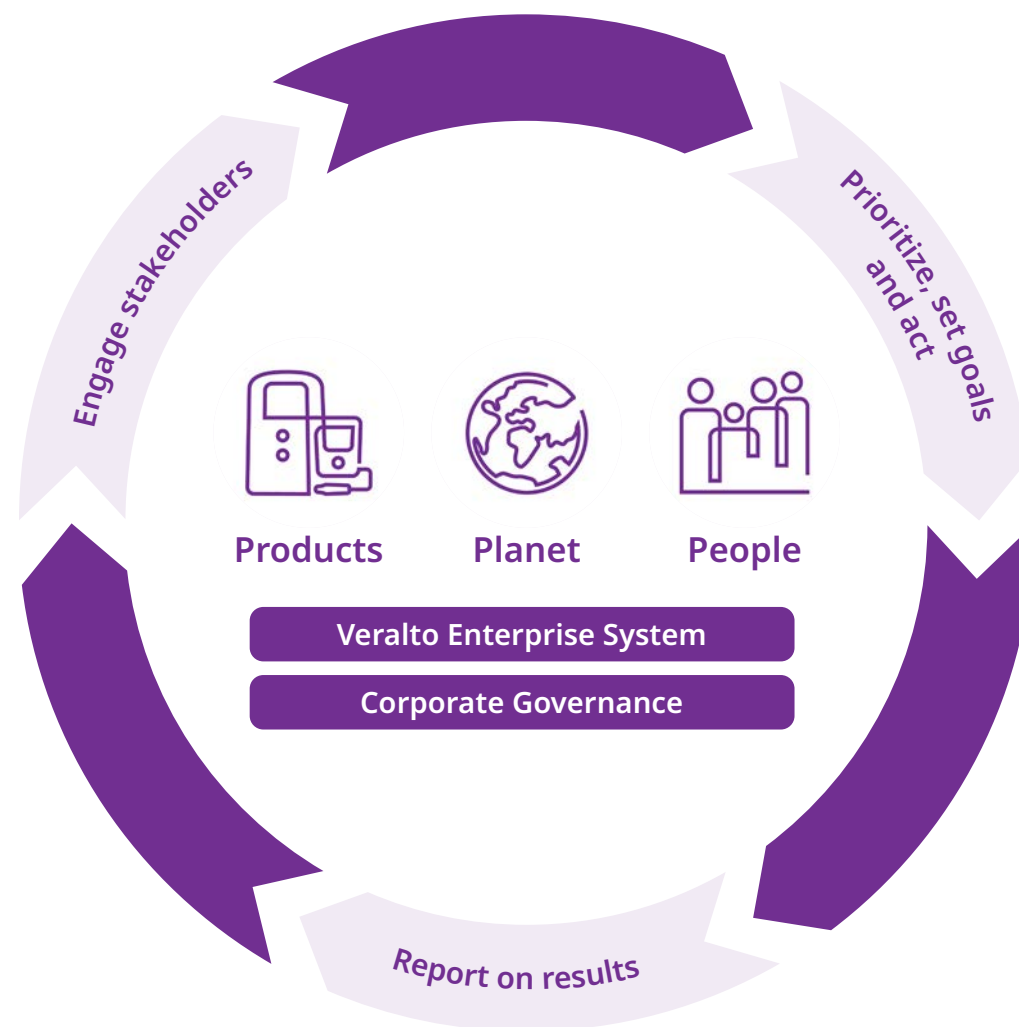 Engage stakeholders
Prioritize, set goals
and act
Products
Planet
People
Veralto Enterprise System
Corporate Governance
Report on results